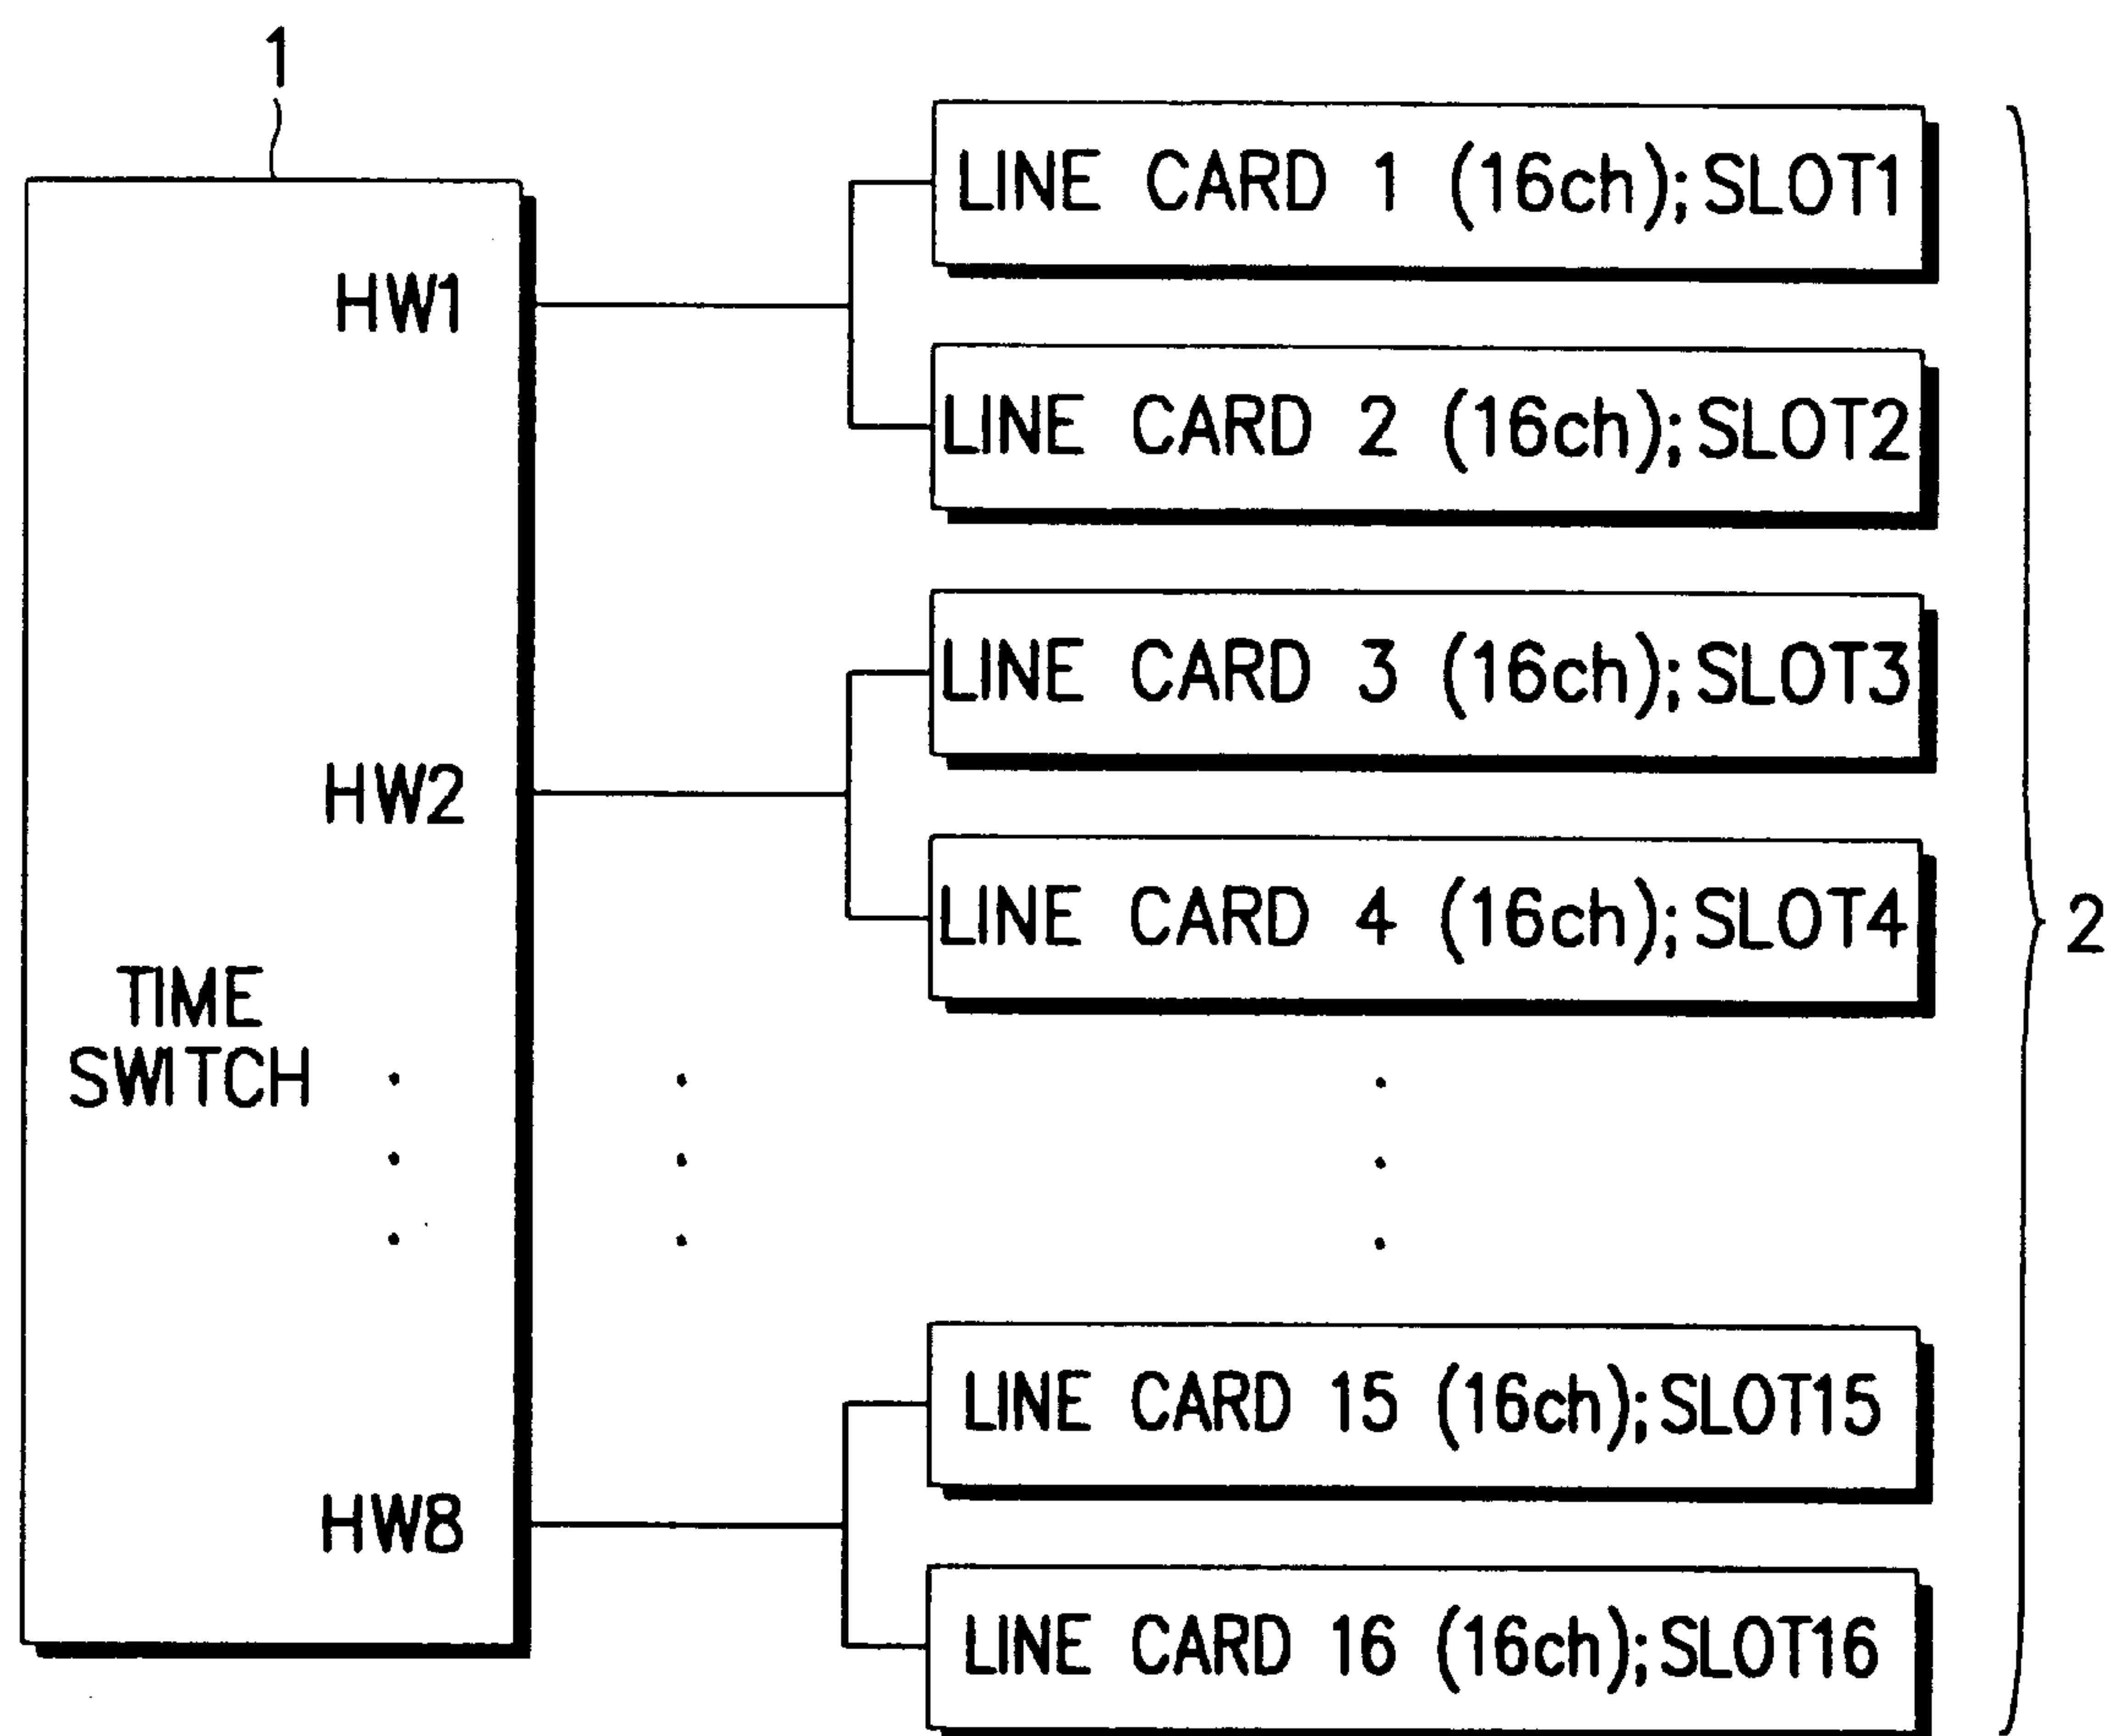 1
LINE CARD 1 (16ch);SLOT1
HW1
LINE CARD 2 (16ch);SLOT2
LINE CARD 3 (16ch);SLOT3
HW2
LINE CARD 4 (16ch);SLOT4
2
TIME
SWITCH
LINE CARD 15 (16ch);SLOT15
HW8
LINE CARD 16 (16ch);SLOT16